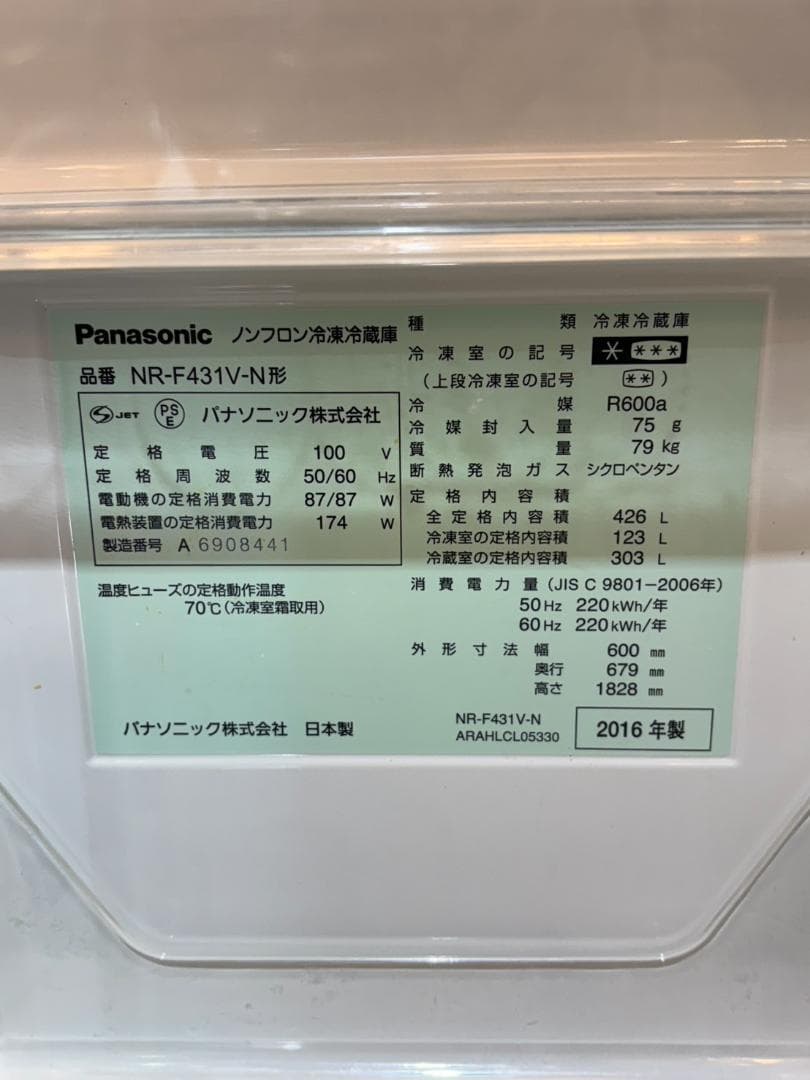 Panasonic ノンフロン冷凍冷蔵庫
品番 NR-F431V-N形
S JET PS E パナソニック株式会社
定格電圧 100 V
定格周波数 50/60 Hz
電動機の定格消費電力 87/87 W
電熱装置の定格消費電力 174 W
製造番号 A 6908441
温度ヒューズの定格動作温度
70℃(冷凍室霜取用)
パナソニック株式会社 日本製
種類 冷凍冷蔵庫
冷凍室の記号 * ***
(上段冷凍室の記号 ** )
冷媒 R600a
冷媒封入量 75 g
質量 79 kg
断熱発泡ガス シクロペンタン
定格内容積
全定格内容積 426 L
冷凍室の定格内容積 123 L
冷蔵室の定格内容積 303 L
消費電力量(JIS C 9801-2006年)
50Hz 220kWh/年
60Hz 220kWh/年
外形寸法幅 600 mm
奥行 679 mm
高さ 1828 mm
NR-F431V-N
ARAHLCL05330
2016年製